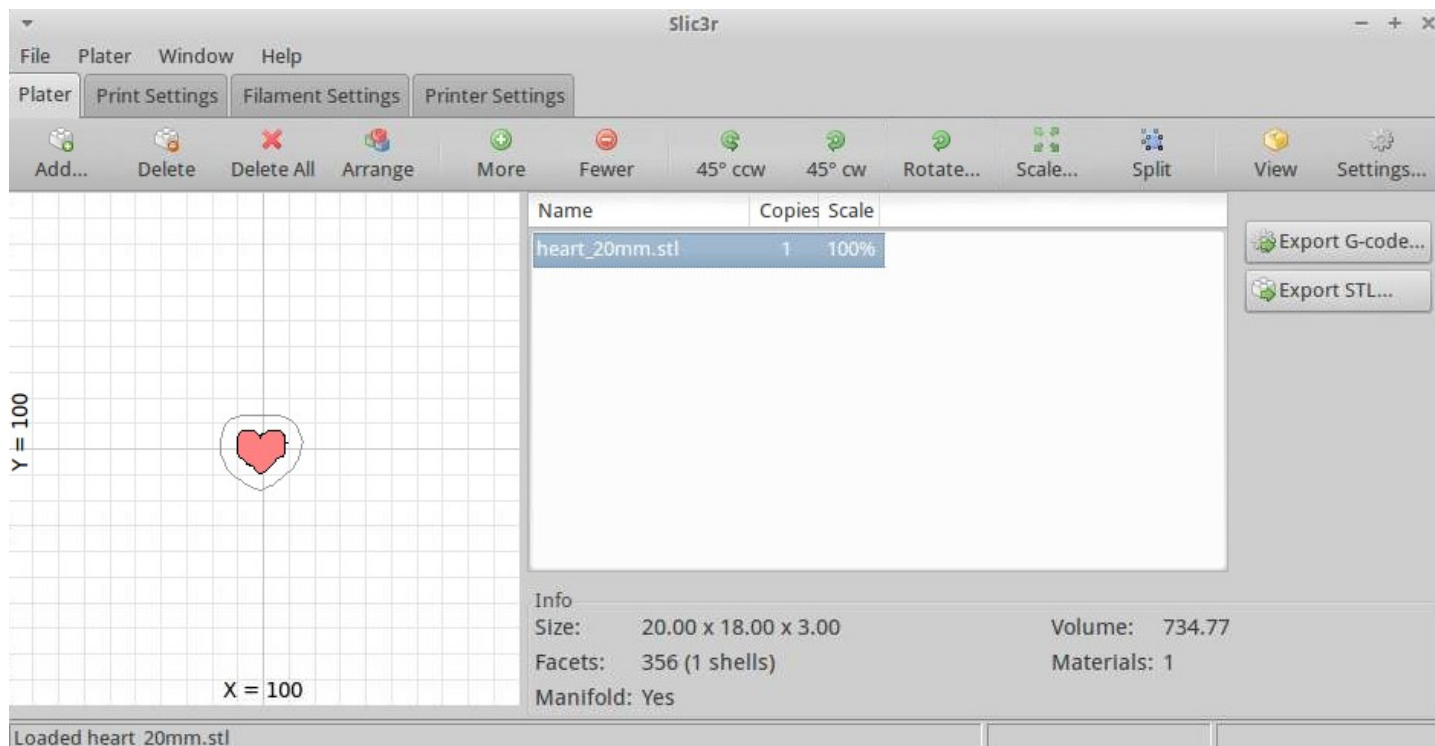 Slic3r
File Plater Window Help
Plater Print Settings Filament Settings Printer Settings
Add... Delete Delete All Arrange More Fewer 45° ccw 45° cw Rotate... Scale... Split View Settings...
Name Copies Scale
heart_20mm.stl 1 100%
Export G-code...
Export STL...
Y = 100
X = 100
Info
Size: 20.00 x 18.00 x 3.00 Volume: 734.77
Facets: 356 (1 shells) Materials: 1
Manifold: Yes
Loaded heart_20mm.stl